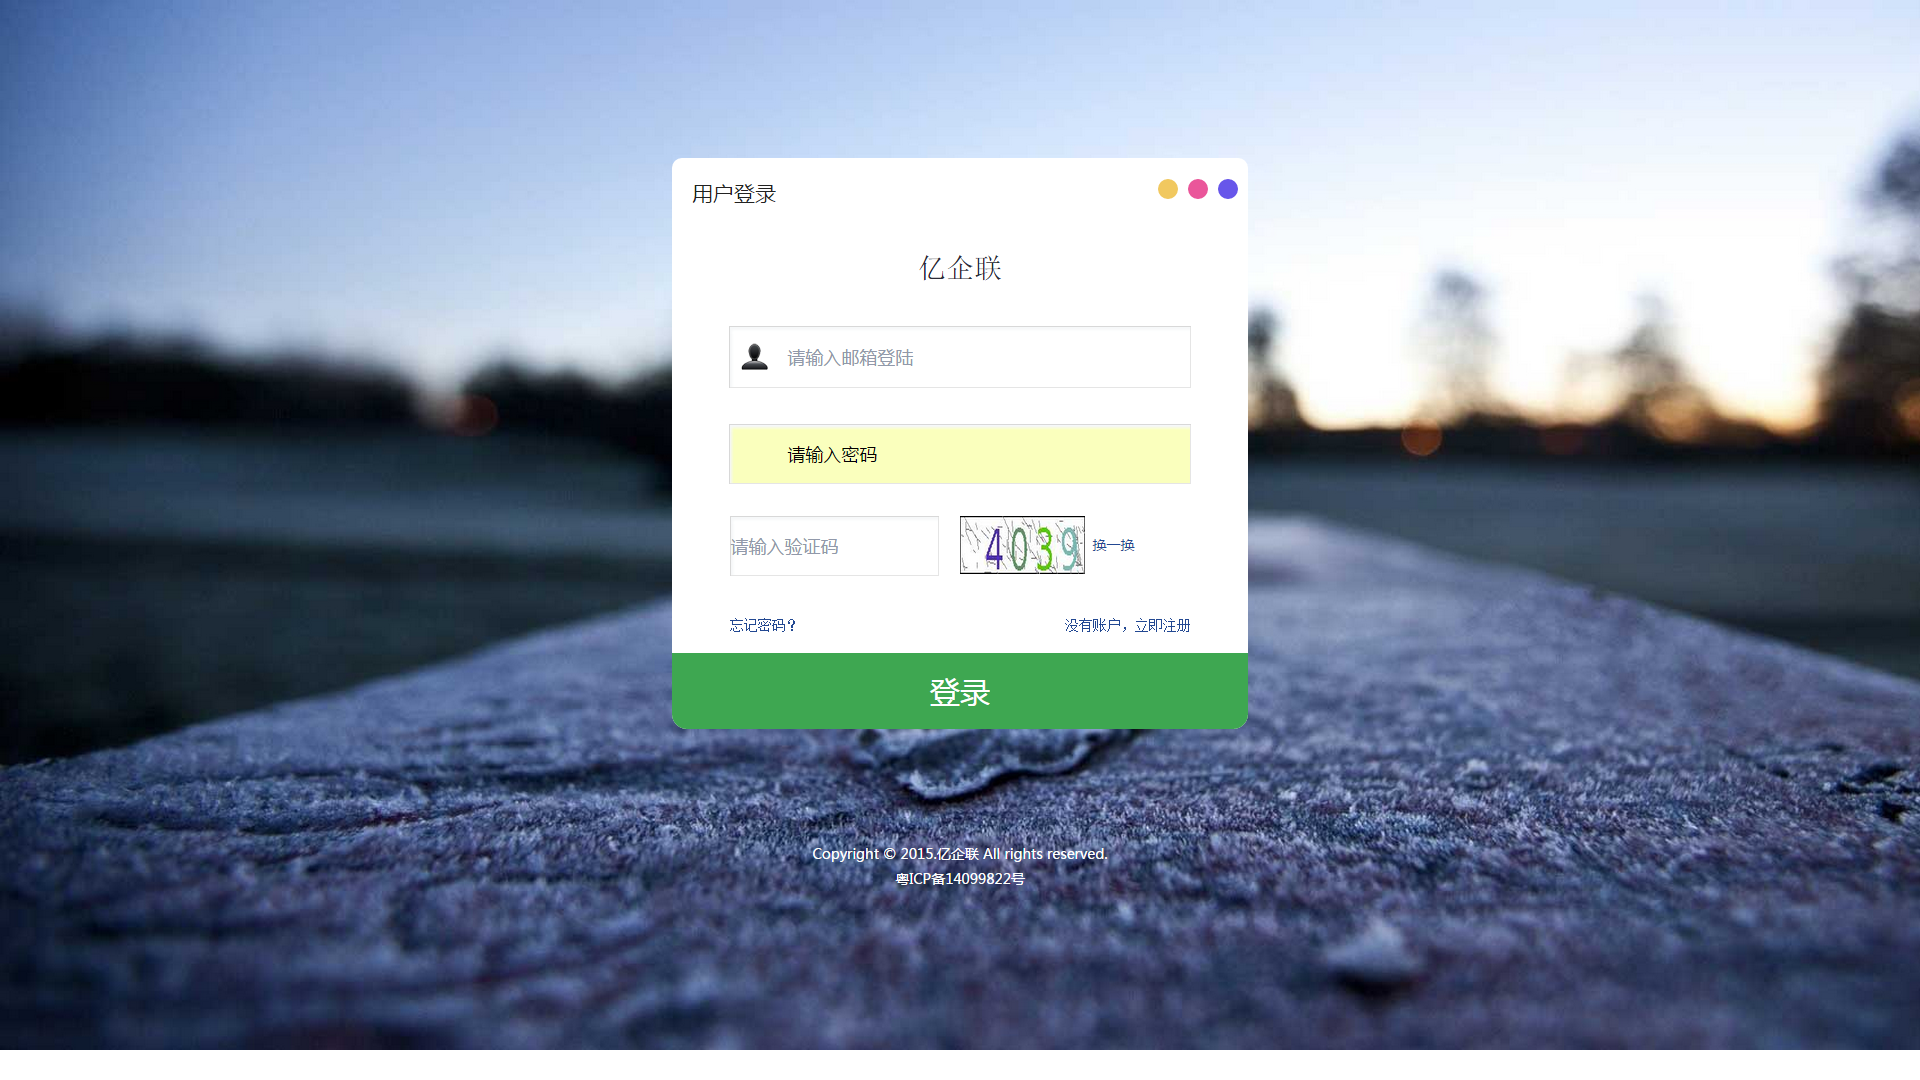 用户登录
亿企联
请输入邮箱登陆
请输入密码
请输入验证码
4039
换一换
忘记密码？
没有账户，立即注册
登录
Copyright © 2015.亿企联 All rights reserved.
粤ICP备14099822号